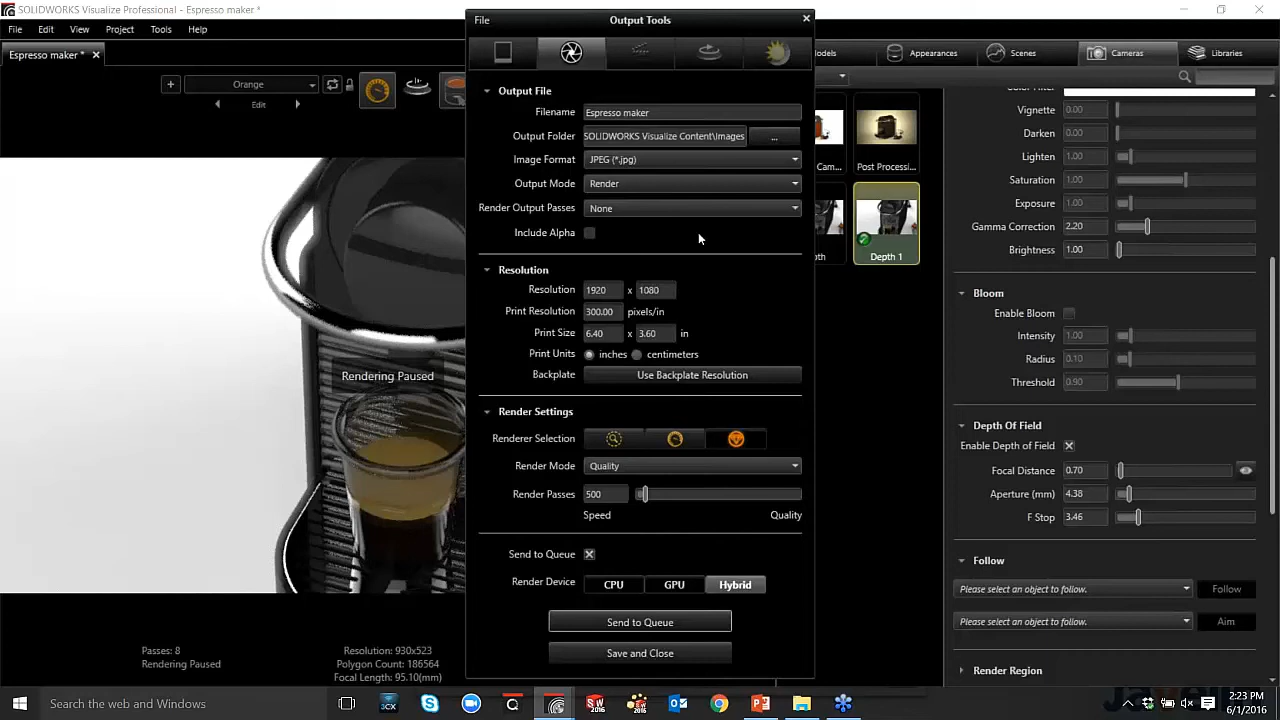 SOLIDWORKS Visualize Professional - Espresso maker *
File Edit View Project Tools Help
Espresso maker *
Orange
Edit
Rendering Paused
Passes: 8
Rendering Paused
Resolution: 930x523
Polygon Count: 186564
Focal Length: 95.10(mm)
File Output Tools
Output File
Filename Espresso maker
Output Folder SOLIDWORKS Visualize Content\Images ...
Image Format JPEG (*.jpg)
Output Mode Render
Render Output Passes None
Include Alpha
Resolution
Resolution 1920 x 1080
Print Resolution 300.00 pixels/in
Print Size 6.40 x 3.60 in
Print Units inches centimeters
Backplate Use Backplate Resolution
Render Settings
Renderer Selection
Render Mode Quality
Render Passes 500
Speed Quality
Send to Queue
Render Device CPU GPU Hybrid
Send to Queue
Save and Close
odels Appearances Scenes Cameras Libraries
Cam... Post Processi...
pth Depth 1
Color Filter
Vignette 0.00
Darken 0.00
Lighten 1.00
Saturation 1.00
Exposure 1.00
Gamma Correction 2.20
Brightness 1.00
Bloom
Enable Bloom
Intensity 1.00
Radius 0.10
Threshold 0.90
Depth Of Field
Enable Depth of Field
Focal Distance 0.70
Aperture (mm) 4.38
F Stop 3.46
Follow
Please select an object to follow. Follow
Please select an object to follow. Aim
Render Region
Search the web and Windows
3CX
2016
2016
2:23 PM
6/1/2016